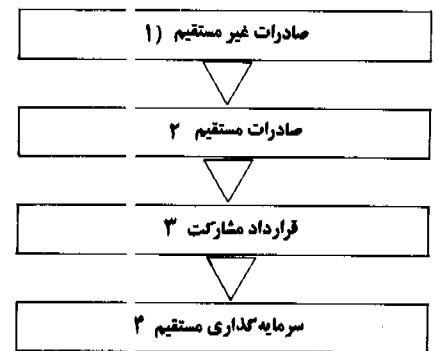 صادرات غیر مستقیم (۱
صادرات مستقیم ۲
قرارداد مشارکت ۳
سرمایه‌گذاری مستقیم ۴